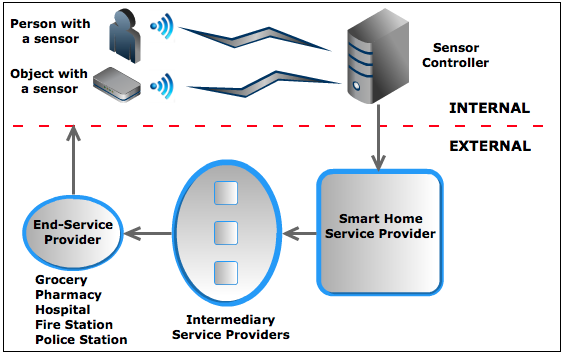 Person with
a sensor
Object with
a sensor
Sensor
Controller
INTERNAL
EXTERNAL
End-Service
Provider
Smart Home
Service Provider
Grocery
Pharmacy
Hospital
Fire Station
Police Station
Intermediary
Service Providers